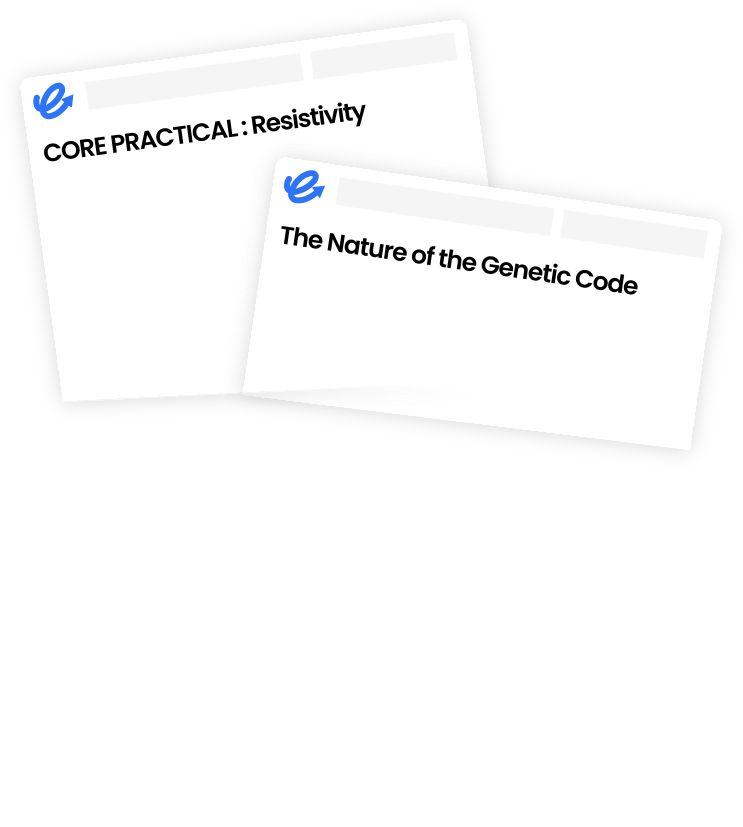 CORE PRACTICAL : Resistivity
The Nature of the Genetic Code